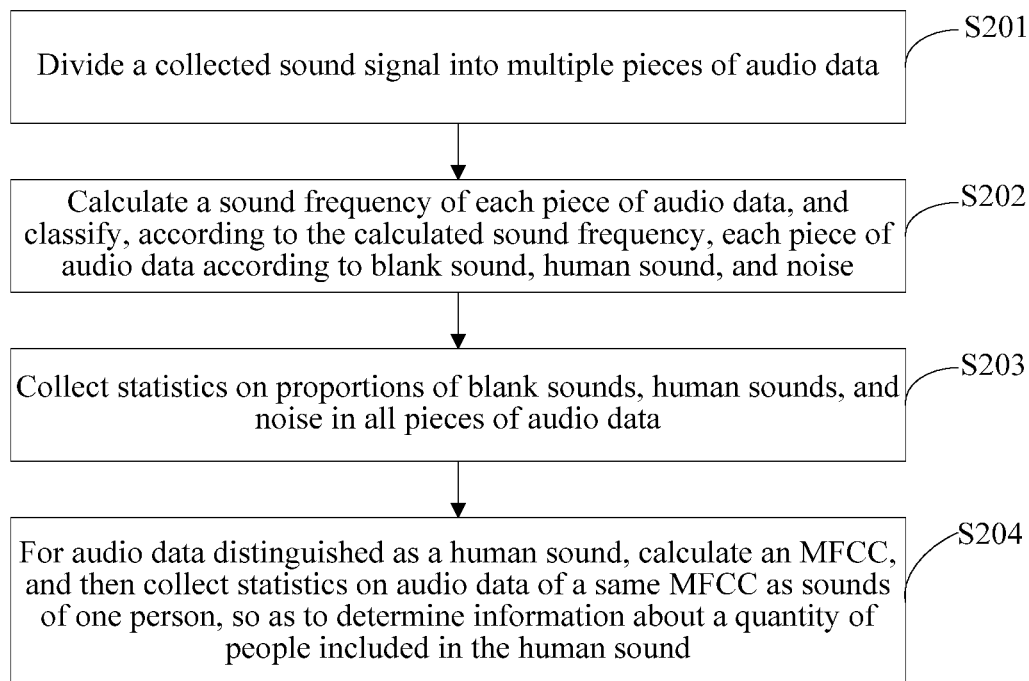 Divide a collected sound signal into multiple pieces of audio data
S201
Calculate a sound frequency of each piece of audio data, and
classify, according to the calculated sound frequency, each piece of
audio data according to blank sound, human sound, and noise
S202
Collect statistics on proportions of blank sounds, human sounds, and
noise in all pieces of audio data
S203
For audio data distinguished as a human sound, calculate an MFCC,
and then collect statistics on audio data of a same MFCC as sounds
of one person, so as to determine information about a quantity of
people included in the human sound
S204